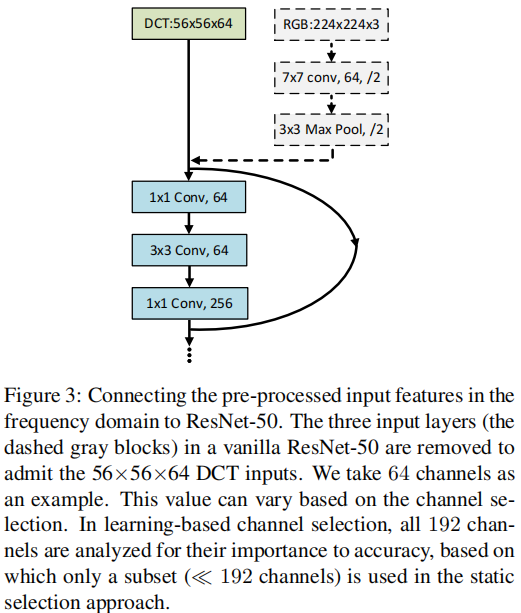 DCT:56x56x64
RGB:224x224x3
7x7 conv, 64, /2
3x3 Max Pool, /2
1x1 Conv, 64
3x3 Conv, 64
1x1 Conv, 256
Figure 3: Connecting the pre-processed input features in the
frequency domain to ResNet-50. The three input layers (the
dashed gray blocks) in a vanilla ResNet-50 are removed to
admit the 56×56×64 DCT inputs. We take 64 channels as
an example. This value can vary based on the channel se-
lection. In learning-based channel selection, all 192 chan-
nels are analyzed for their importance to accuracy, based on
which only a subset (≪ 192 channels) is used in the static
selection approach.